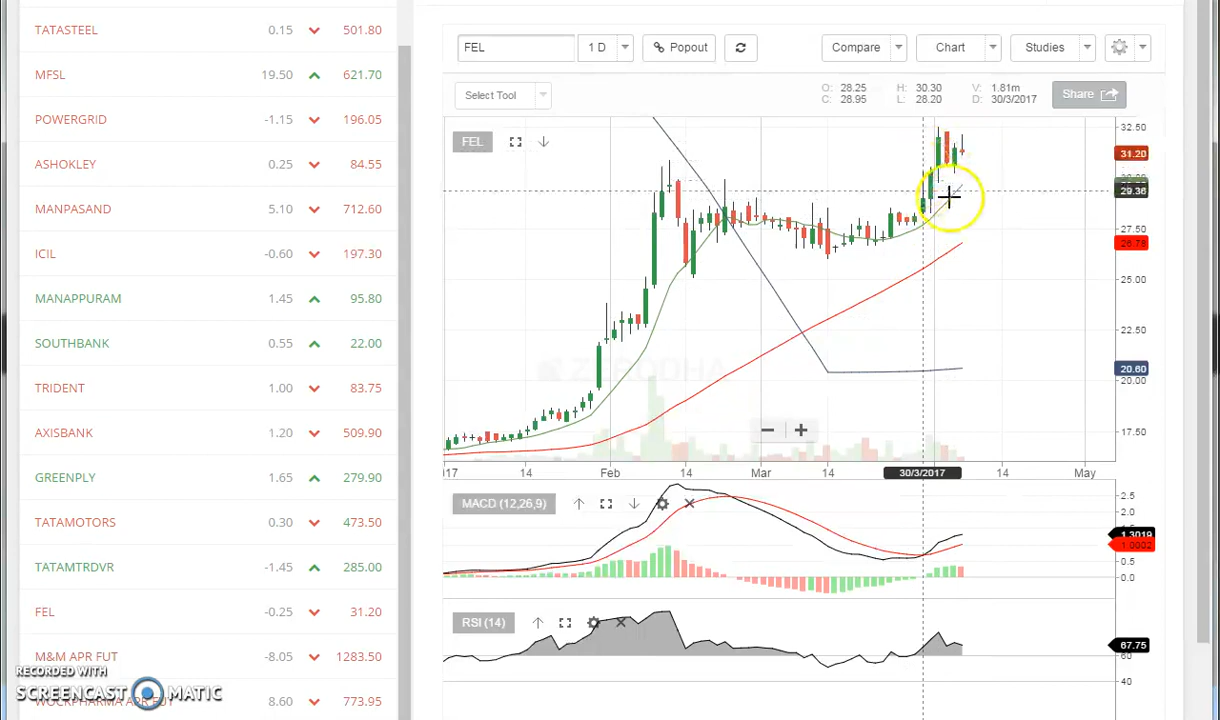 TATASTEEL 0.15 501.80
MFSL 19.50 621.70
POWERGRID -1.15 196.05
ASHOKLEY 0.25 84.55
MANPASAND 5.10 712.60
ICIL -0.60 197.30
MANAPPURAM 1.45 95.80
SOUTHBANK 0.55 22.00
TRIDENT 1.00 83.75
AXISBANK 1.20 509.90
GREENPLY 1.65 279.90
TATAMOTORS 0.30 473.50
TATAMTRDVR -1.45 285.00
FEL -0.25 31.20
M&M APR FUT -8.05 1283.50
WOCKPHARMA APR FUT 8.60 773.95
RECORDED WITH
SCREENCAST MATIC
FEL 1 D Popout Compare Chart Studies
Select Tool
O: 28.25 H: 30.30 V: 1.81m
C: 28.95 L: 28.20 D: 30/3/2017
Share
FEL
32.50
31.20
29.36
27.50
26.78
25.00
22.50
20.60
20.00
17.50
ZERODHA
− +
'17 14 Feb 14 Mar 14 30/3/2017 14 May
MACD (12,26,9)
2.5
2.0
1.3019
1.0002
0.5
0.0
RSI (14)
67.75
60
40